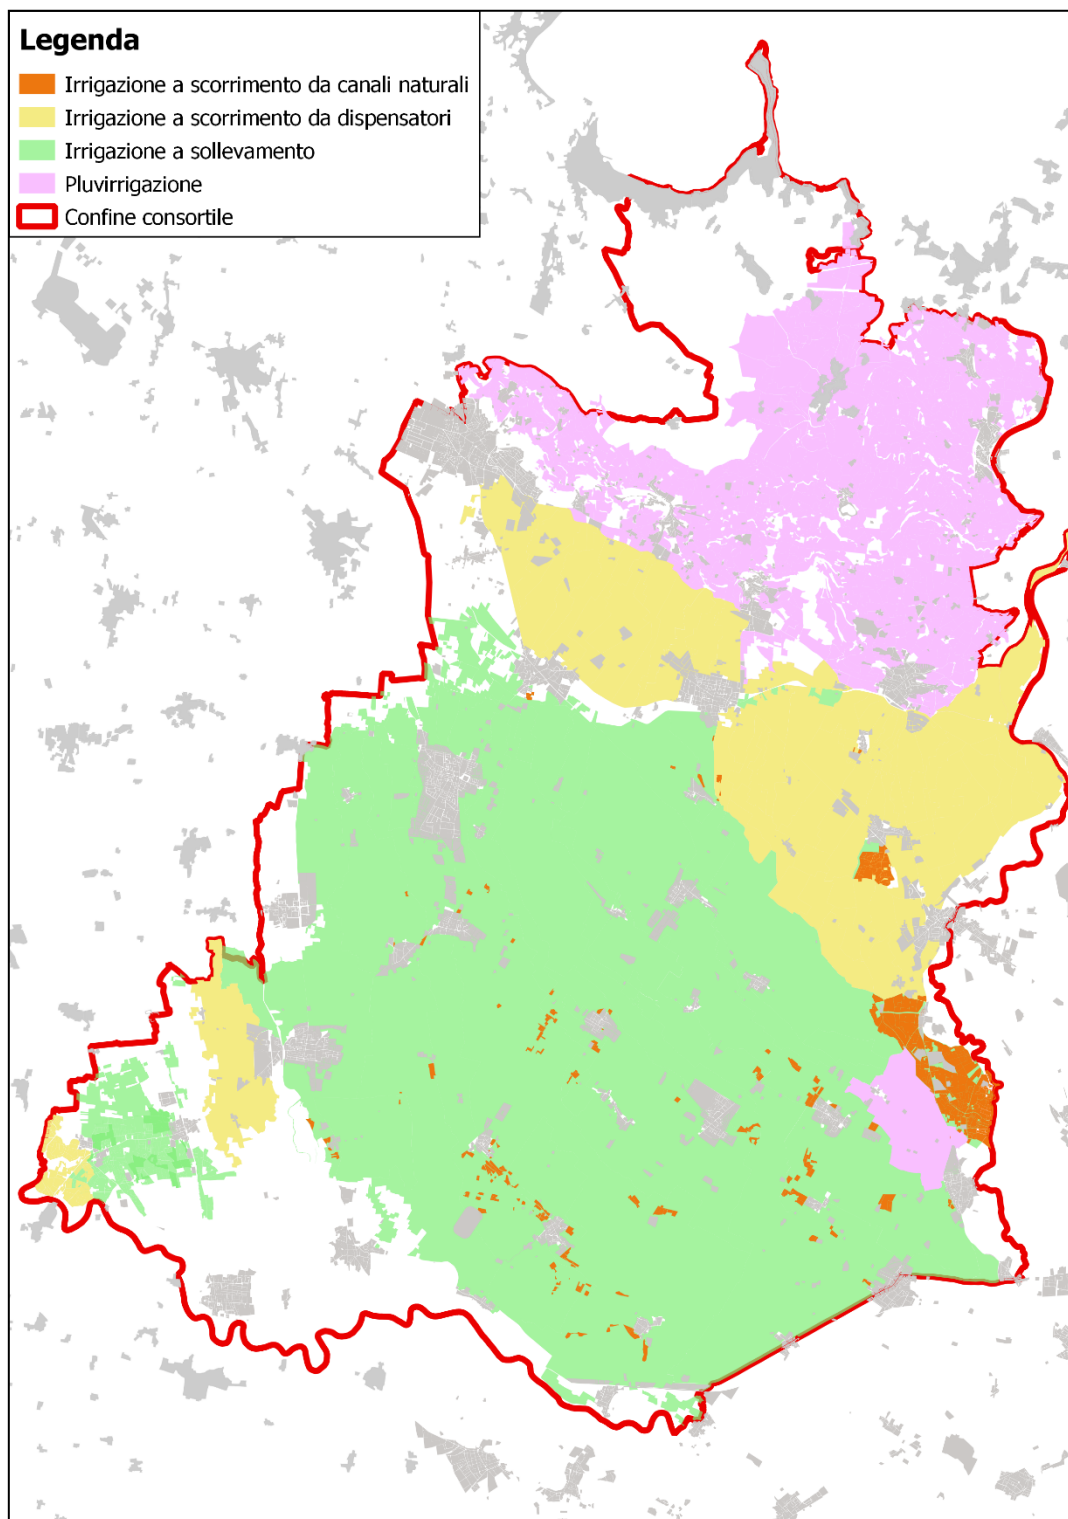 Legenda
Irrigazione a scorrimento da canali naturali
Irrigazione a scorrimento da dispensatori
Irrigazione a sollevamento
Pluvirrigazione
Confine consortile